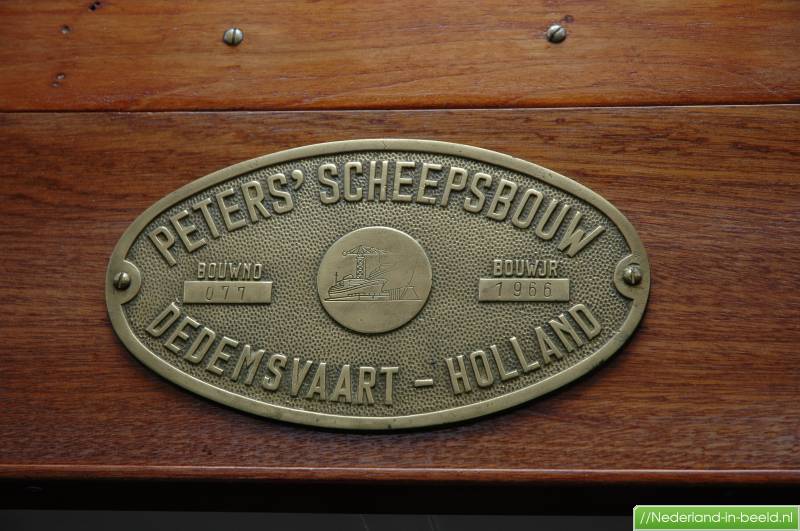 PETERS' SCHEEPSBOUW
BOUWNO
077
BOUWJR
1966
DEDEMSVAART - HOLLAND
//Nederland-in-beeld.nl